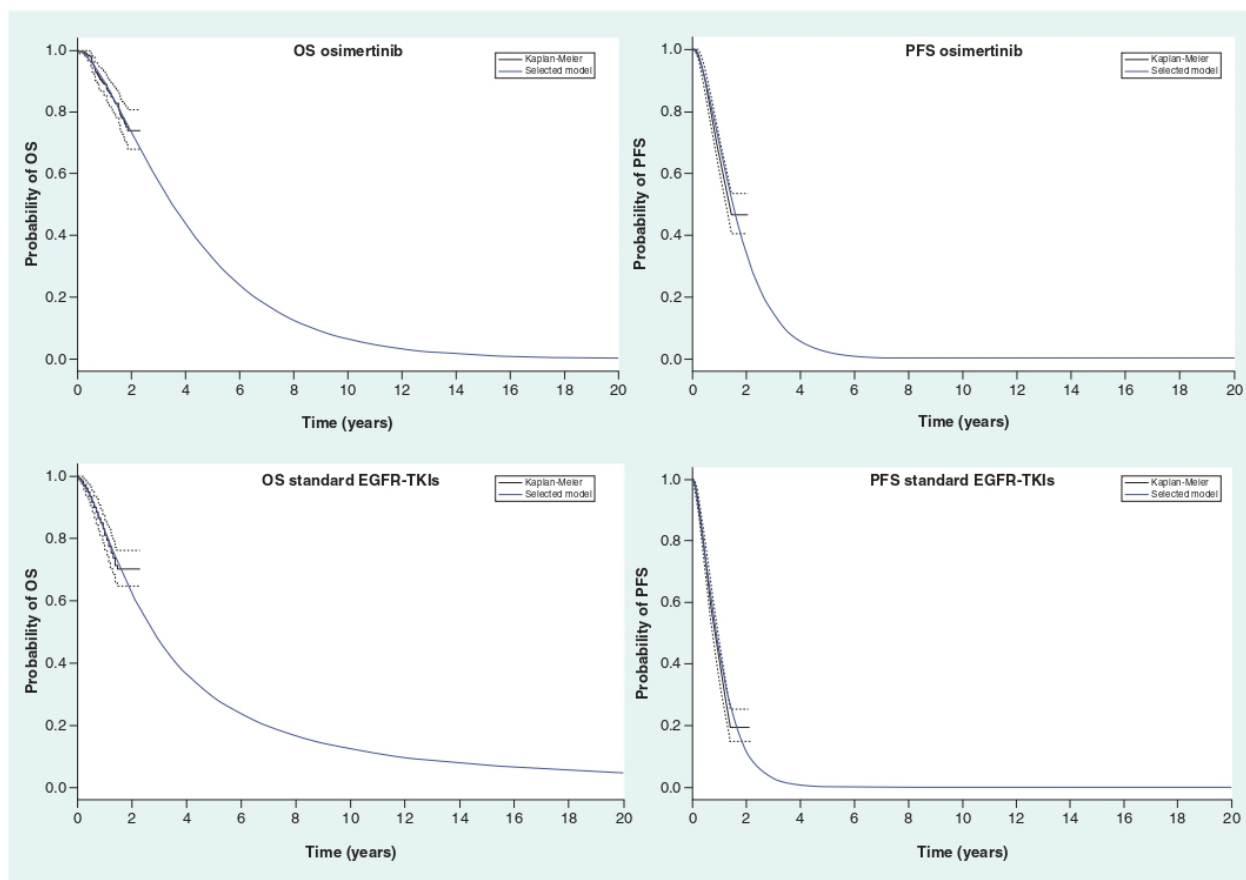 OS osimertinib
Kaplan-Meier
Selected model
Probability of OS
1.0
0.8
0.6
0.4
0.2
0.0
0 2 4 6 8 10 12 14 16 18 20
Time (years)
PFS osimertinib
Kaplan-Meier
Selected model
Probability of PFS
1.0
0.8
0.6
0.4
0.2
0.0
0 2 4 6 8 10 12 14 16 18 20
Time (years)
OS standard EGFR-TKIs
Kaplan-Meier
Selected model
Probability of OS
1.0
0.8
0.6
0.4
0.2
0.0
0 2 4 6 8 10 12 14 16 18 20
Time (years)
PFS standard EGFR-TKIs
Kaplan-Meier
Selected model
Probability of PFS
1.0
0.8
0.6
0.4
0.2
0.0
0 2 4 6 8 10 12 14 16 18 20
Time (years)